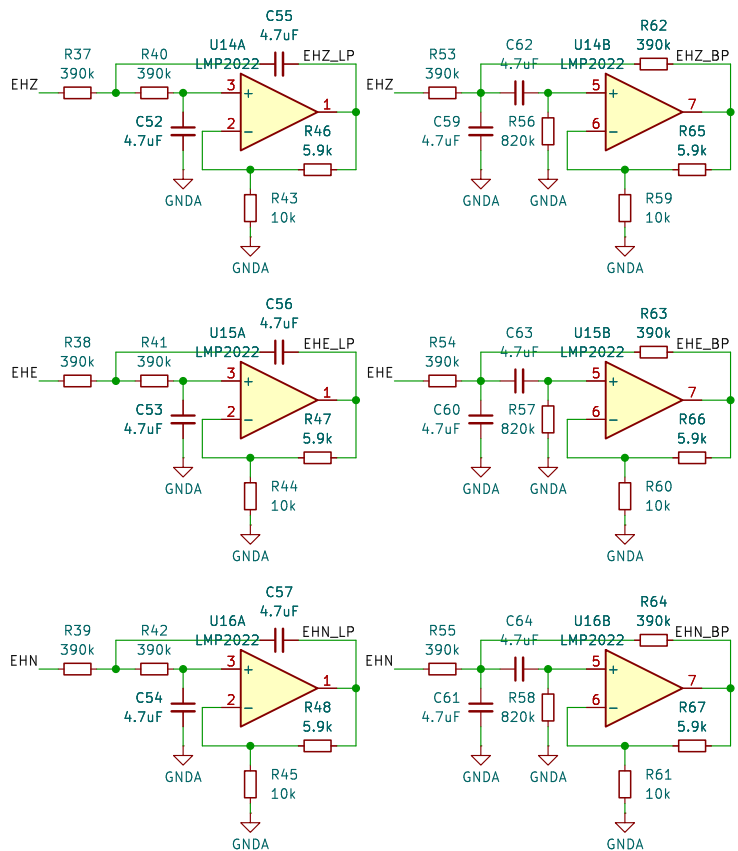 C55
4.7uF
R37
390k
R40
390k
U14A
LMP2022
EHZ_LP
EHZ
3
+
1
2
−
C52
4.7uF
R46
5.9k
GNDA
R43
10k
GNDA
R62
390k
R53
390k
C62
4.7uF
U14B
LMP2022
EHZ_BP
EHZ
5
+
7
6
−
C59
4.7uF
R56
820k
R65
5.9k
GNDA
GNDA
R59
10k
GNDA
C56
4.7uF
R38
390k
R41
390k
U15A
LMP2022
EHE_LP
EHE
3
+
1
2
−
C53
4.7uF
R47
5.9k
GNDA
R44
10k
GNDA
R63
390k
R54
390k
C63
4.7uF
U15B
LMP2022
EHE_BP
EHE
5
+
7
6
−
C60
4.7uF
R57
820k
R66
5.9k
GNDA
GNDA
R60
10k
GNDA
C57
4.7uF
R39
390k
R42
390k
U16A
LMP2022
EHN_LP
EHN
3
+
1
2
−
C54
4.7uF
R48
5.9k
GNDA
R45
10k
GNDA
R64
390k
R55
390k
C64
4.7uF
U16B
LMP2022
EHN_BP
EHN
5
+
7
6
−
C61
4.7uF
R58
820k
R67
5.9k
GNDA
GNDA
R61
10k
GNDA